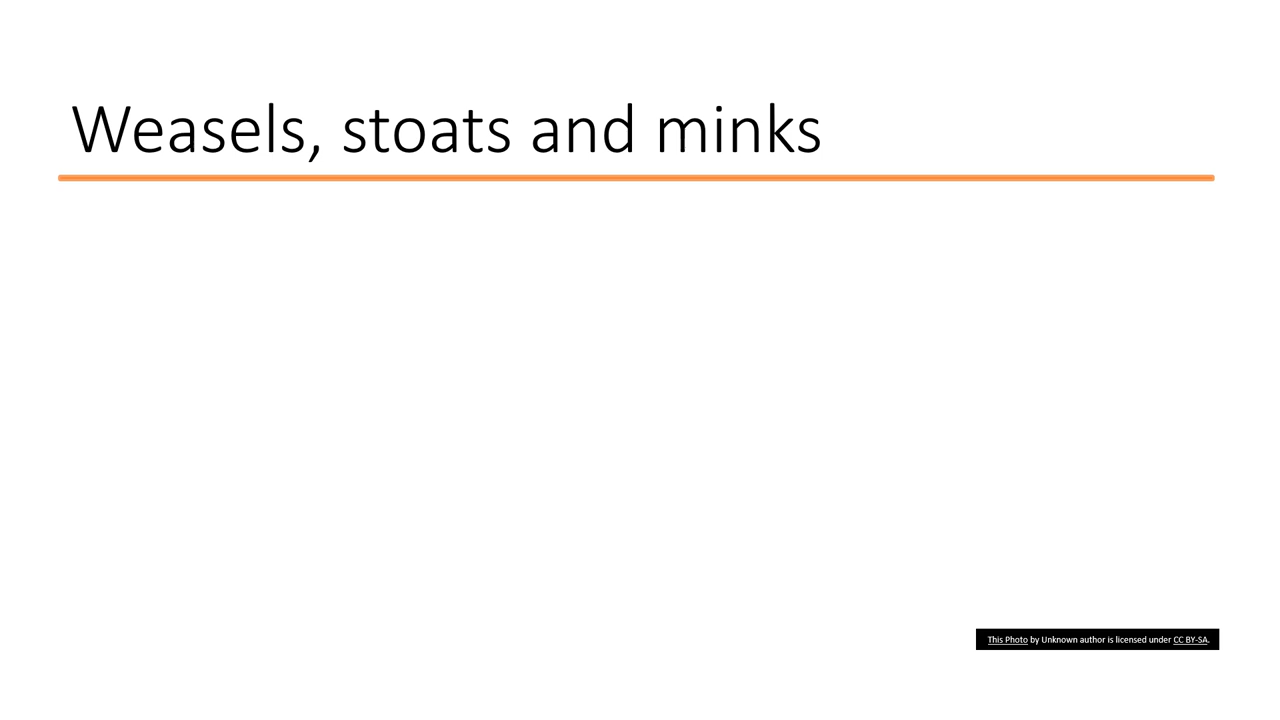 Weasels, stoats and minks
This Photo by Unknown author is licensed under CC BY-SA.